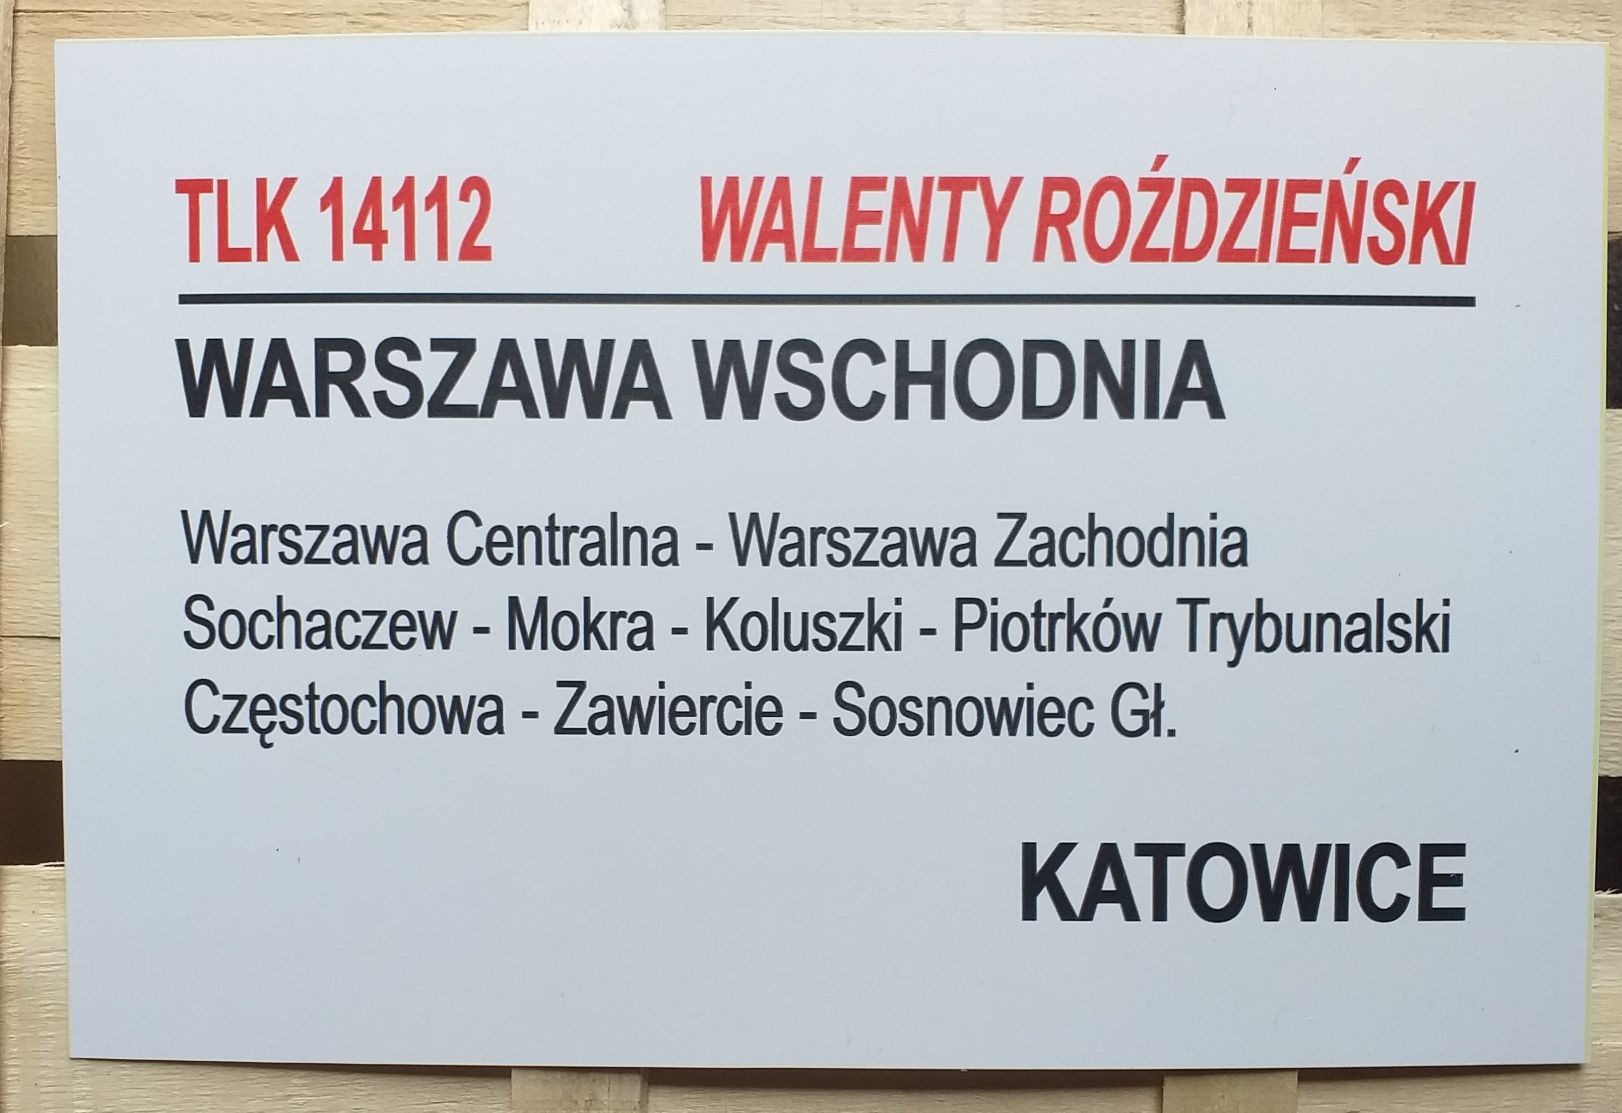 TLK 14112 WALENTY ROŹDZIEŃSKI
WARSZAWA WSCHODNIA
Warszawa Centralna - Warszawa Zachodnia
Sochaczew - Mokra - Koluszki - Piotrków Trybunalski
Częstochowa - Zawiercie - Sosnowiec Gł.
KATOWICE